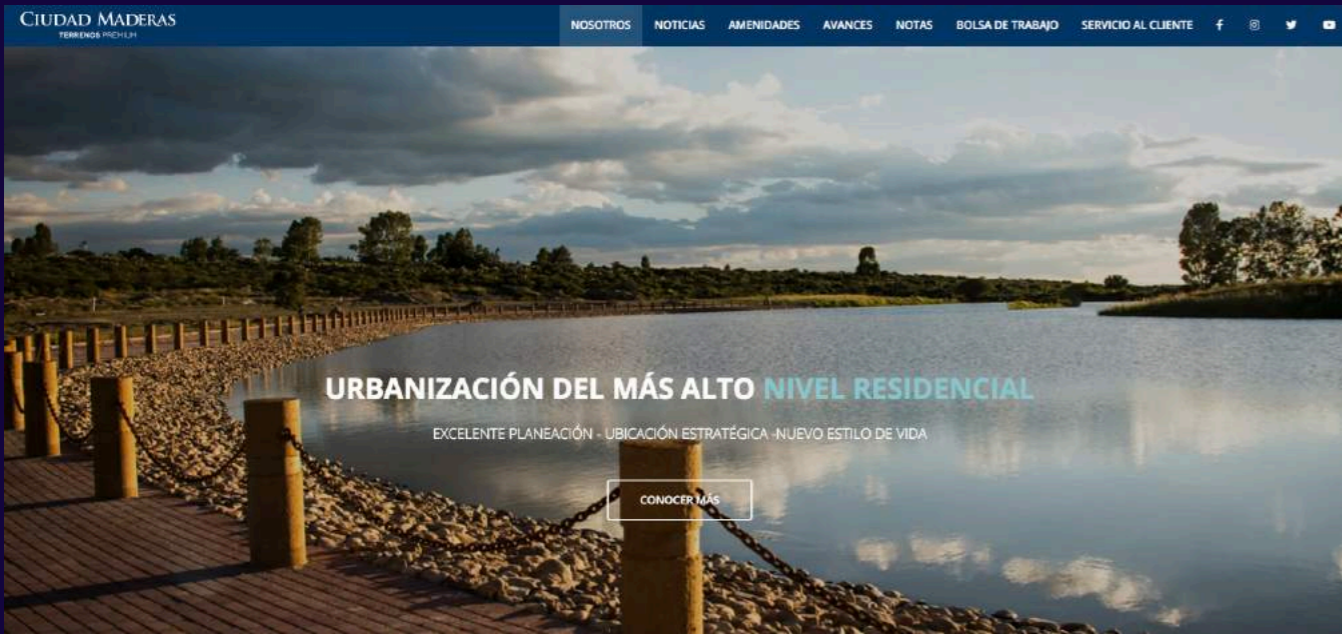 CIUDAD MADERAS
TERRENOS PREMIUM
NOSOTROS NOTICIAS AMENIDADES AVANCES NOTAS BOLSA DE TRABAJO SERVICIO AL CLIENTE
URBANIZACIÓN DEL MÁS ALTO NIVEL RESIDENCIAL
EXCELENTE PLANEACIÓN - UBICACIÓN ESTRATÉGICA -NUEVO ESTILO DE VIDA
CONOCER MÁS